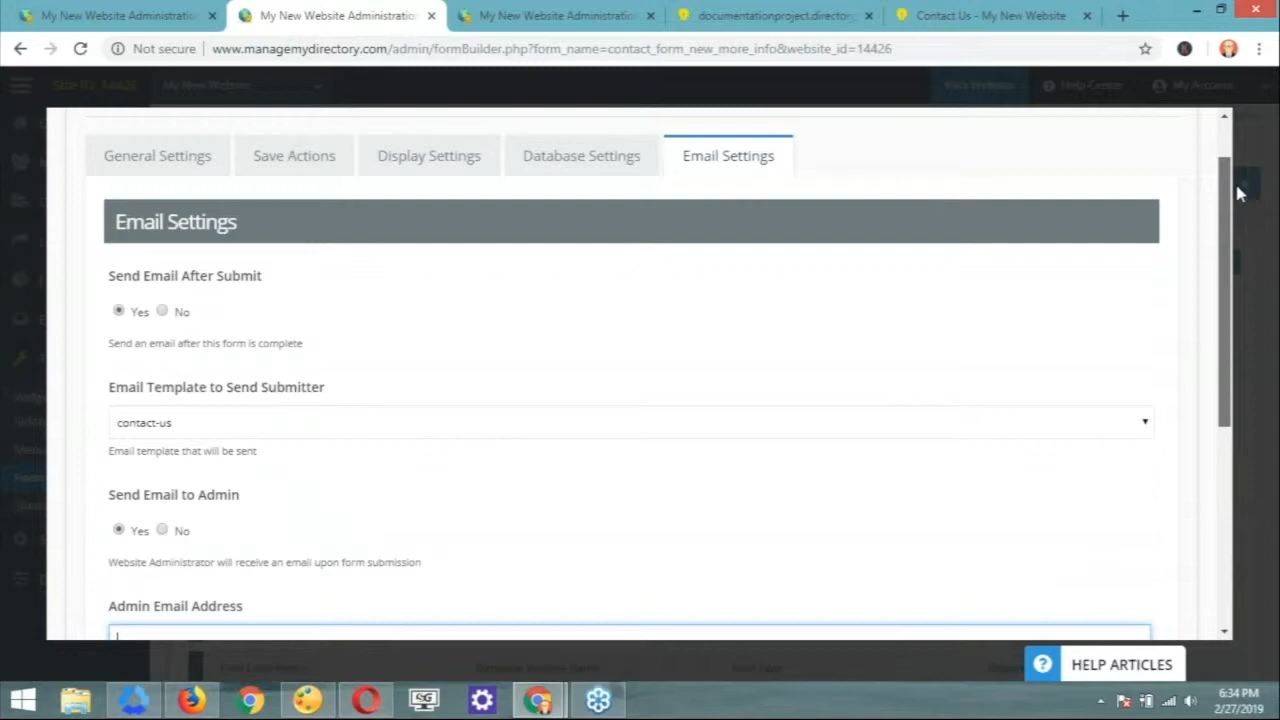 My New Website Administratio
My New Website Administratio
My New Website Administratio
documentationproject.director
Contact Us - My New Website
Not secure
www.managemydirectory.com/admin/formBuilder.php?form_name=contact_form_new_more_info&website_id=14426
My New Website
Help Center
My Account
General Settings
Save Actions
Display Settings
Database Settings
Email Settings
Email Settings
Send Email After Submit
Yes
No
Send an email after this form is complete
Email Template to Send Submitter
contact-us
Email template that will be sent
Send Email to Admin
Yes
No
Website Administrator will receive an email upon form submission
Admin Email Address
? HELP ARTICLES
SG
6:34 PM
2/27/2019